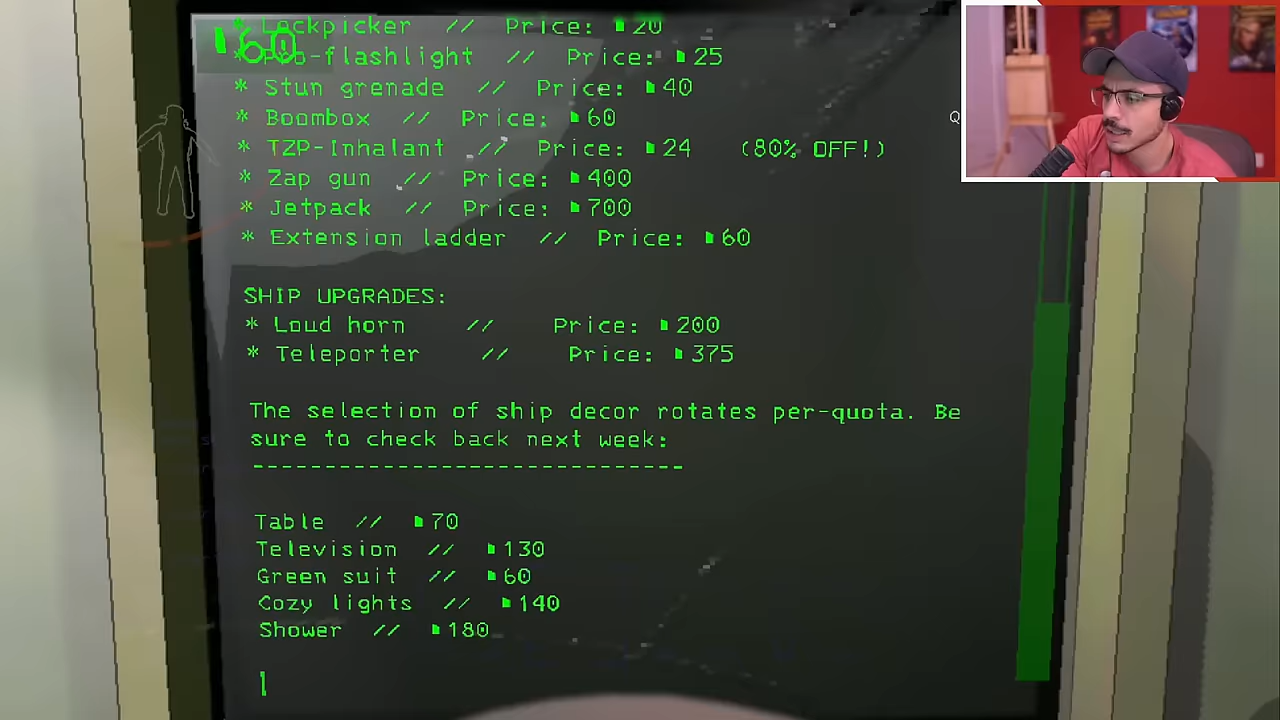 * Lockpicker // Price: ▮20
▮60
* Pro-flashlight // Price: ▮25
* Stun grenade // Price: ▮40
* Boombox // Price: ▮60
* TZP-Inhalant // Price: ▮24 (80% OFF!)
* Zap gun // Price: ▮400
* Jetpack // Price: ▮700
* Extension ladder // Price: ▮60
SHIP UPGRADES:
* Loud horn // Price: ▮200
* Teleporter // Price: ▮375
The selection of ship decor rotates per-quota. Be
sure to check back next week:
------------------------------
Table // ▮70
Television // ▮130
Green suit // ▮60
Cozy lights // ▮140
Shower // ▮180